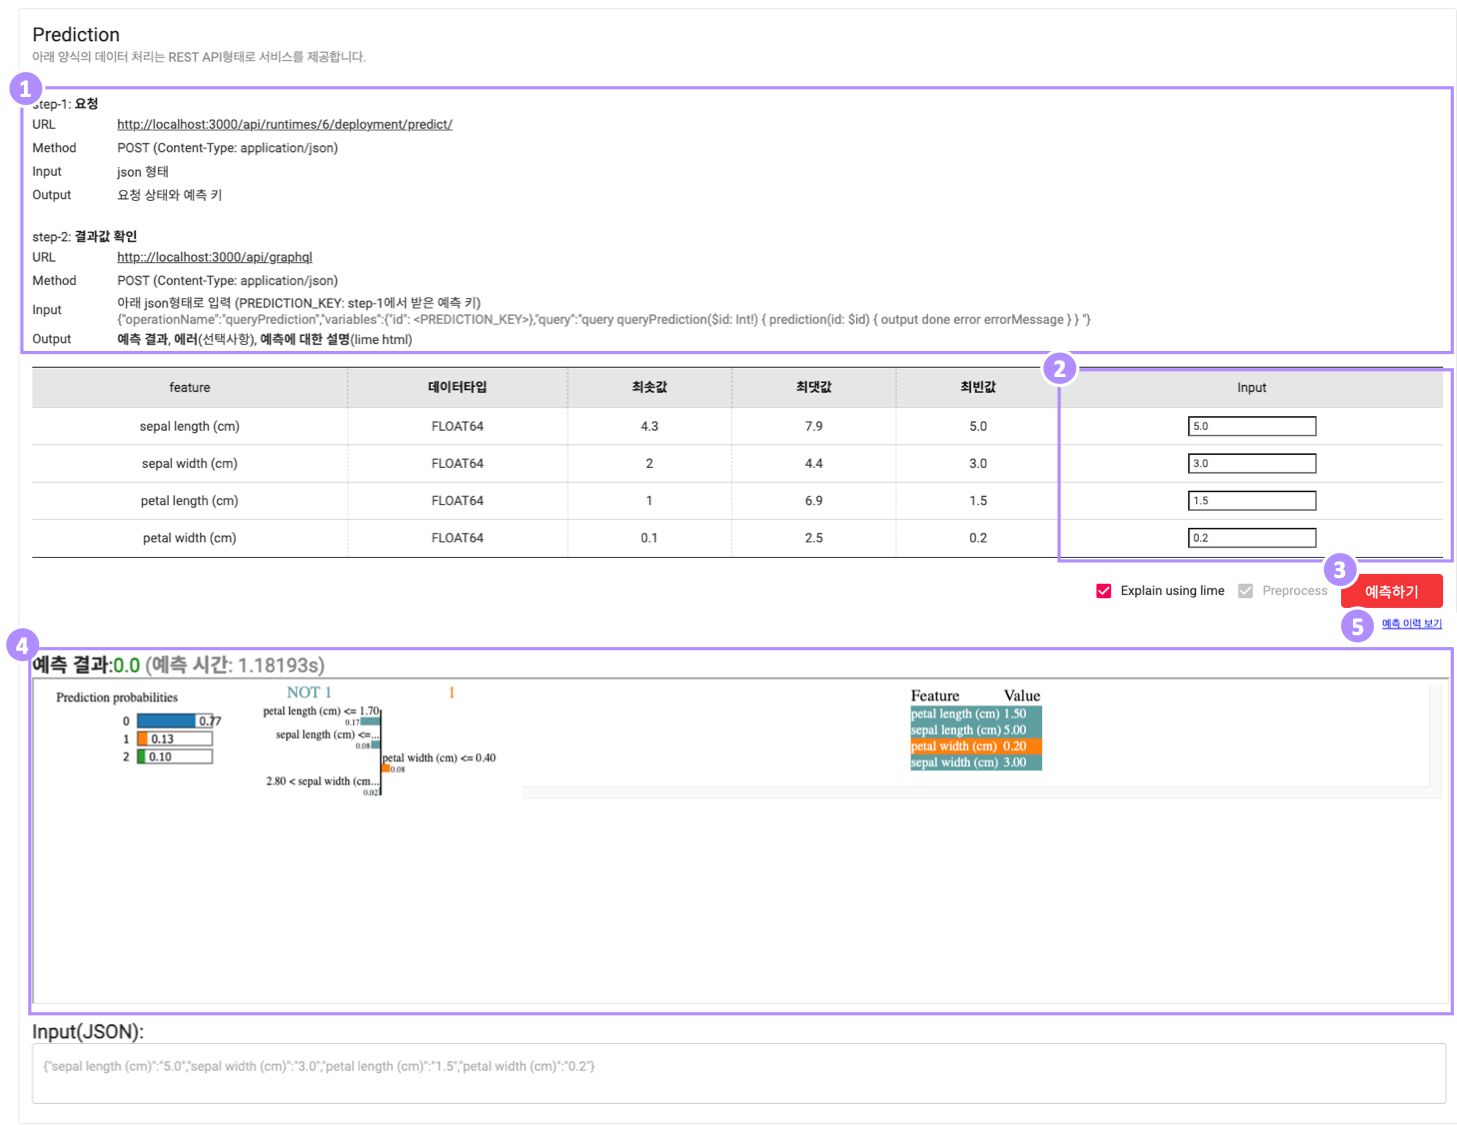 Prediction
아래 양식의 데이터 처리는 REST API형태로 서비스를 제공합니다.
1
step-1: 요청
URL http://localhost:3000/api/runtimes/6/deployment/predict/
Method POST (Content-Type: application/json)
Input json 형태
Output 요청 상태와 예측 키
step-2: 결과값 확인
URL http:://localhost:3000/api/graphql
Method POST (Content-Type: application/json)
Input 아래 json형태로 입력 (PREDICTION_KEY: step-1에서 받은 예측 키)
{"operationName":"queryPrediction","variables":{"id": <PREDICTION_KEY>},"query":"query queryPrediction($id: Int!) { prediction(id: $id) { output done error errorMessage } } "}
Output 예측 결과, 에러(선택사항), 예측에 대한 설명(lime html)
2
feature 데이터타입 최솟값 최댓값 최빈값 Input
sepal length (cm) FLOAT64 4.3 7.9 5.0 5.0
sepal width (cm) FLOAT64 2 4.4 3.0 3.0
petal length (cm) FLOAT64 1 6.9 1.5 1.5
petal width (cm) FLOAT64 0.1 2.5 0.2 0.2
3
Explain using lime Preprocess 예측하기
5 예측 이력 보기
4
예측 결과:0.0 (예측 시간: 1.18193s)
Prediction probabilities
0 0.77
1 0.13
2 0.10
NOT 1 1
petal length (cm) <= 1.70
0.17
sepal length (cm) <=...
0.08
petal width (cm) <= 0.40
0.08
2.80 < sepal width (cm...
0.02
Feature Value
petal length (cm) 1.50
sepal length (cm) 5.00
petal width (cm) 0.20
sepal width (cm) 3.00
Input(JSON):
{"sepal length (cm)":"5.0","sepal width (cm)":"3.0","petal length (cm)":"1.5","petal width (cm)":"0.2"}